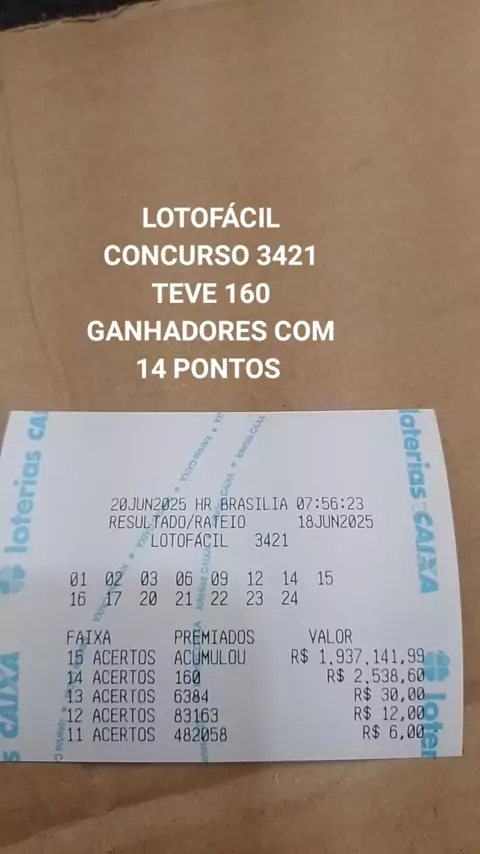 LOTOFÁCIL
CONCURSO 3421
TEVE 160
GANHADORES COM
14 PONTOS
loterias CAIXA
loterias CAIXA
20JUN2025 HR BRASILIA 07:56:23
RESULTADO/RATEIO 18JUN2025
LOTOFÁCIL 3421
01 02 03 06 09 12 14 15
16 17 20 21 22 23 24
FAIXA PREMIADOS VALOR
15 ACERTOS ACUMULOU R$ 1.937.141,99
14 ACERTOS 160 R$ 2.538,60
13 ACERTOS 6384 R$ 30,00
12 ACERTOS 83163 R$ 12,00
11 ACERTOS 482058 R$ 6,00
CAIXA
loter